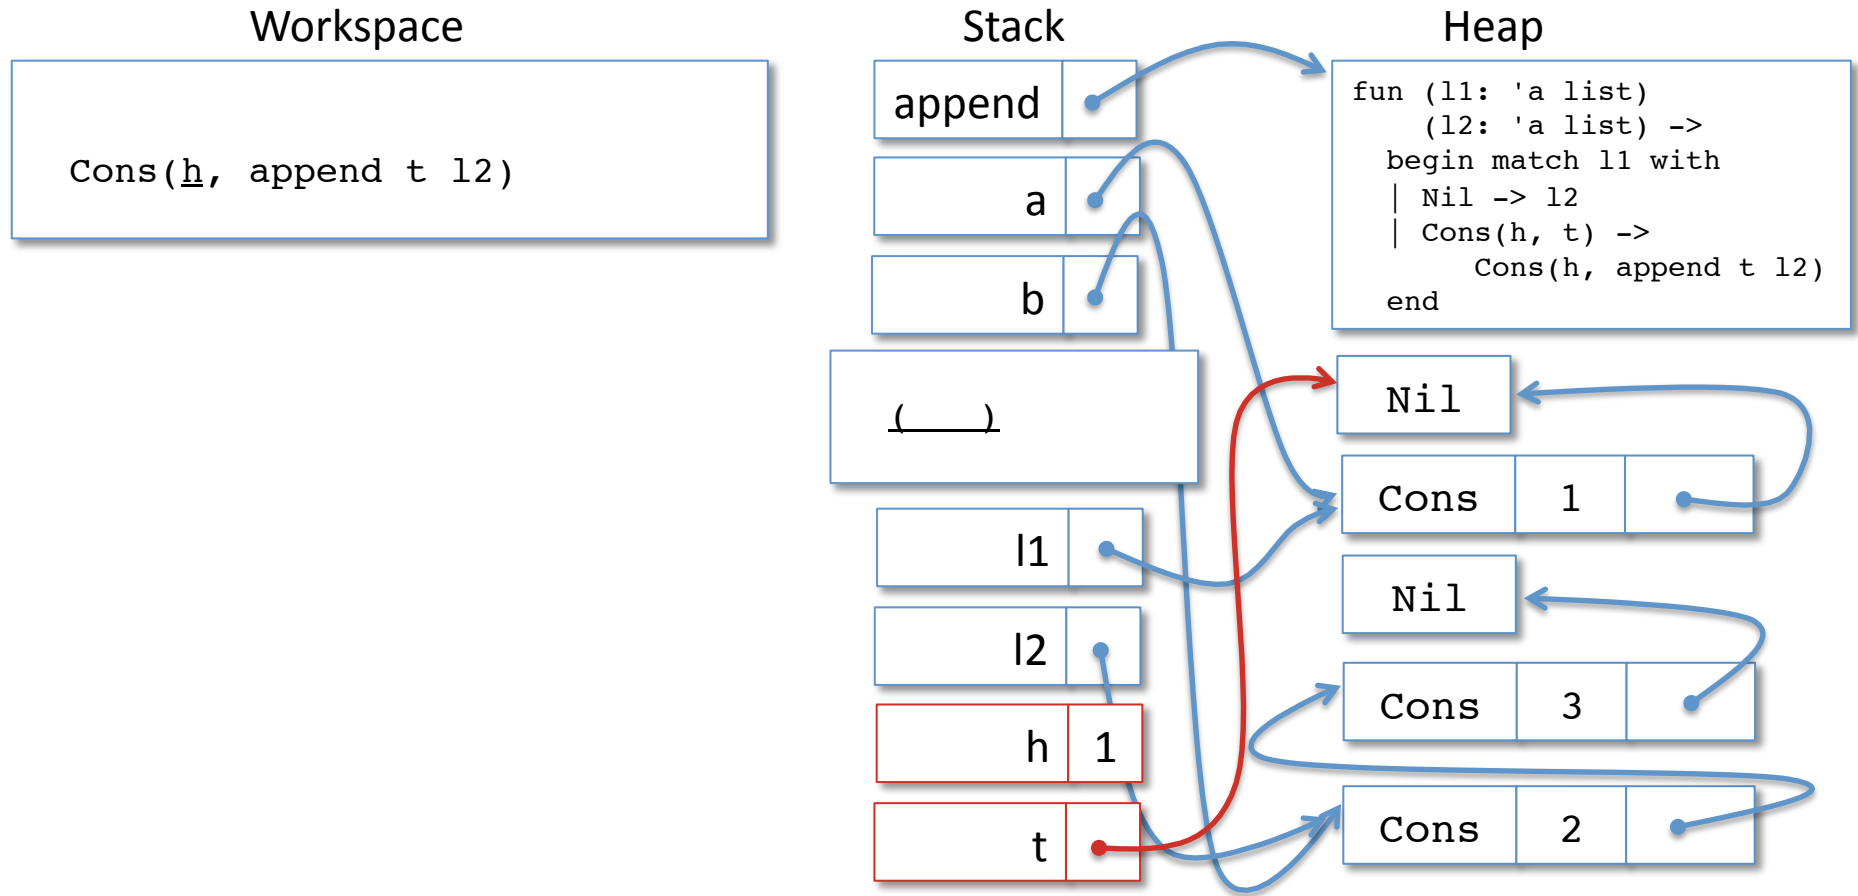 Workspace
Stack
Heap
Cons(h, append t l2)
append
a
b
(    )
l1
l2
h 1
t
fun (l1: 'a list)
(l2: 'a list) ->
begin match l1 with
| Nil -> l2
| Cons(h, t) ->
Cons(h, append t l2)
end
Nil
Cons 1
Nil
Cons 3
Cons 2